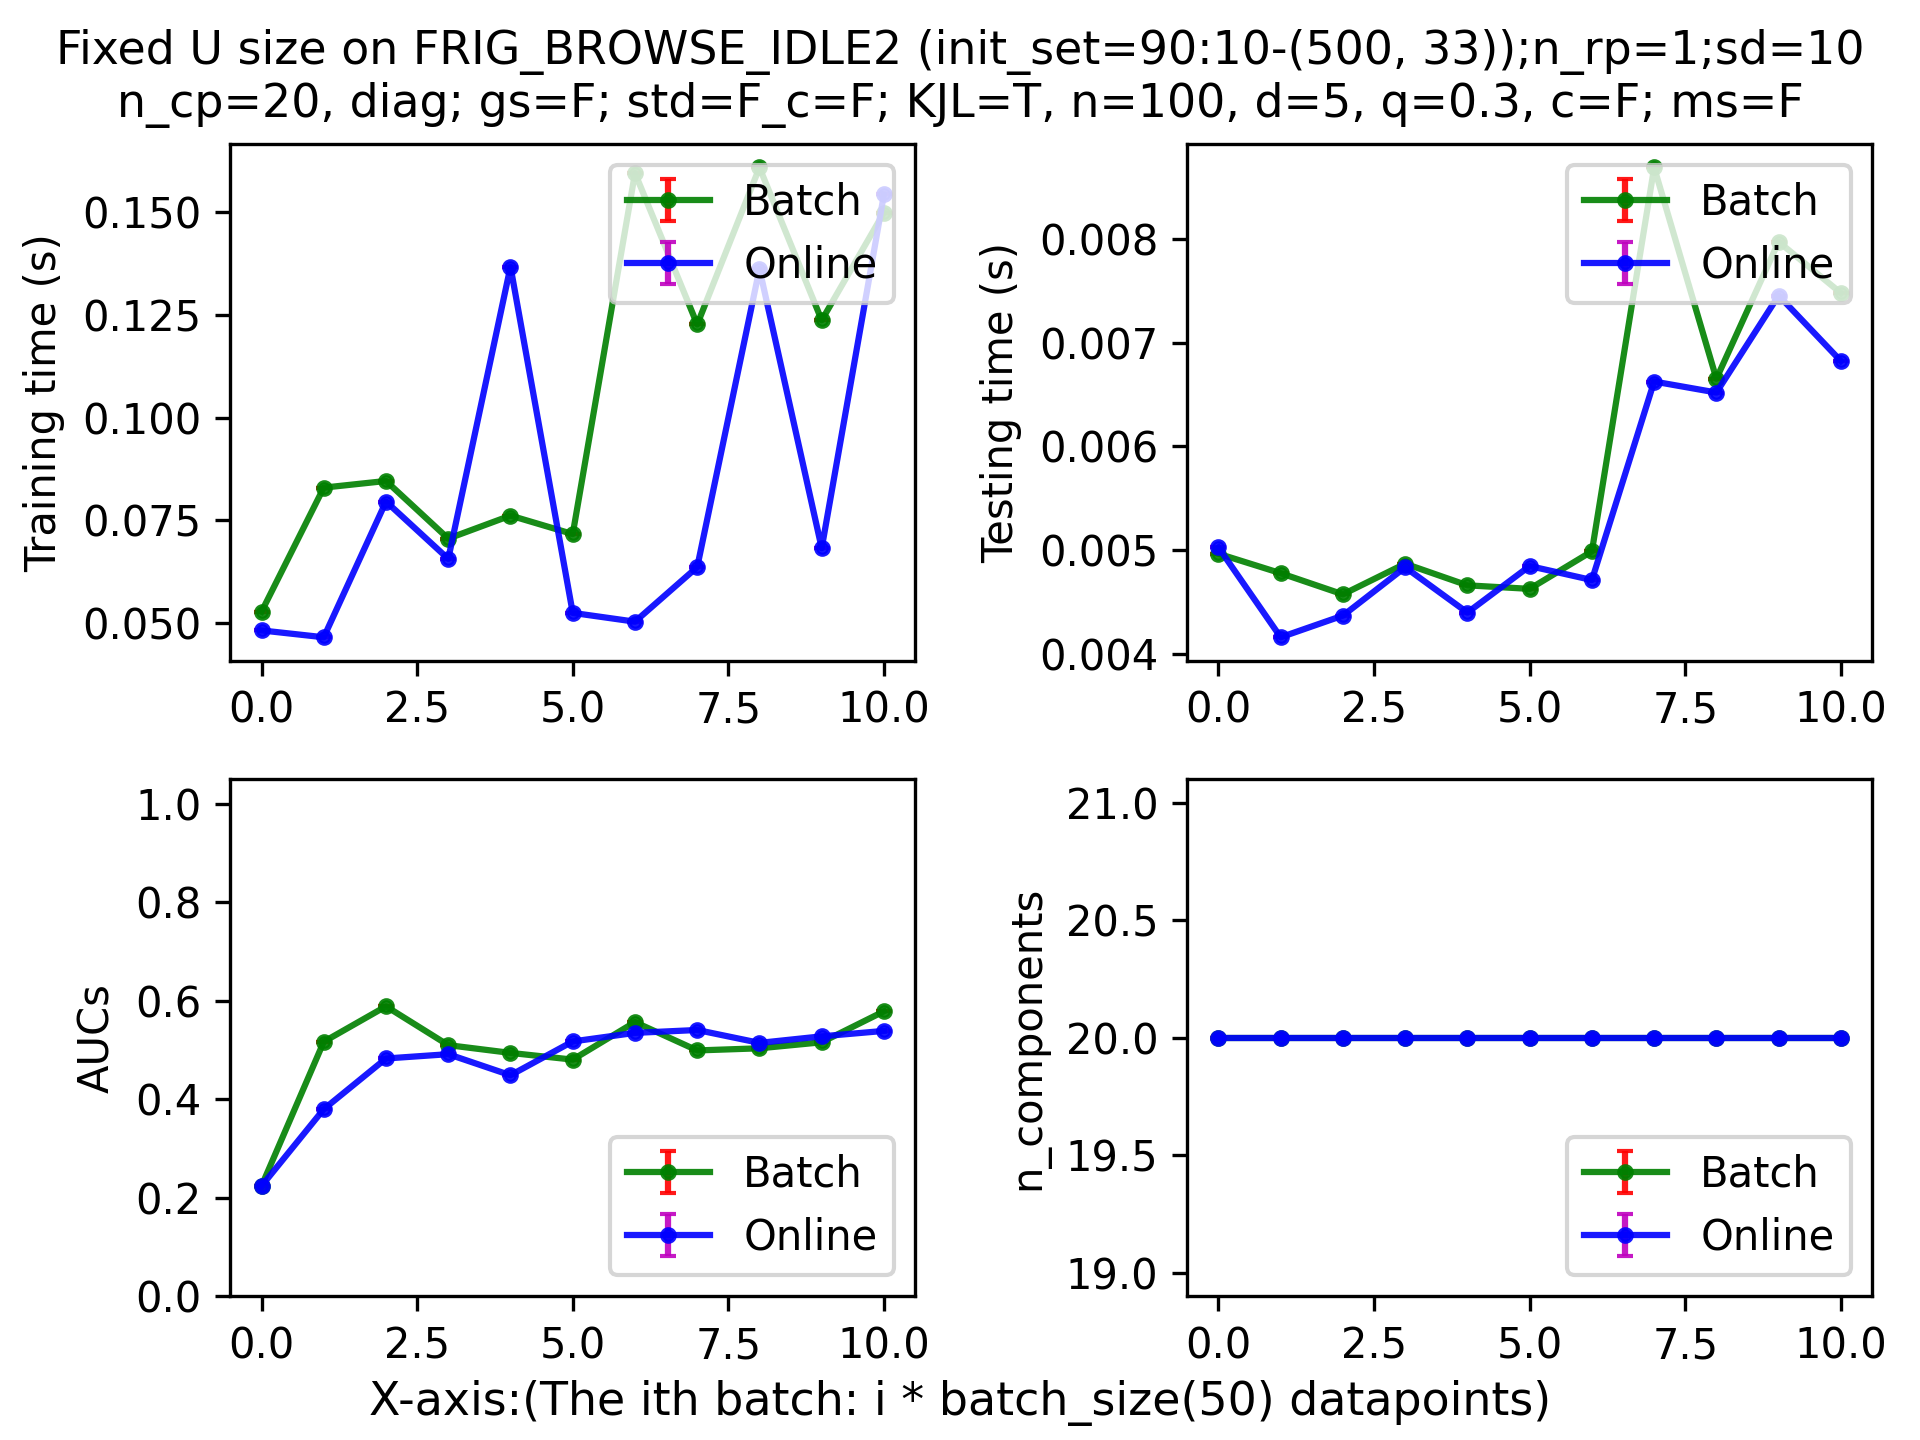 Fixed U size on FRIG_BROWSE_IDLE2 (init_set=90:10-(500, 33));n_rp=1;sd=10
n_cp=20, diag; gs=F; std=F_c=F; KJL=T, n=100, d=5, q=0.3, c=F; ms=F
Training time (s)
0.150
0.125
0.100
0.075
0.050
0.0 2.5 5.0 7.5 10.0
Batch
Online
Testing time (s)
0.008
0.007
0.006
0.005
0.004
0.0 2.5 5.0 7.5 10.0
Batch
Online
AUCs
1.0
0.8
0.6
0.4
0.2
0.0
0.0 2.5 5.0 7.5 10.0
Batch
Online
n_components
21.0
20.5
20.0
19.5
19.0
0.0 2.5 5.0 7.5 10.0
Batch
Online
X-axis:(The ith batch: i * batch_size(50) datapoints)